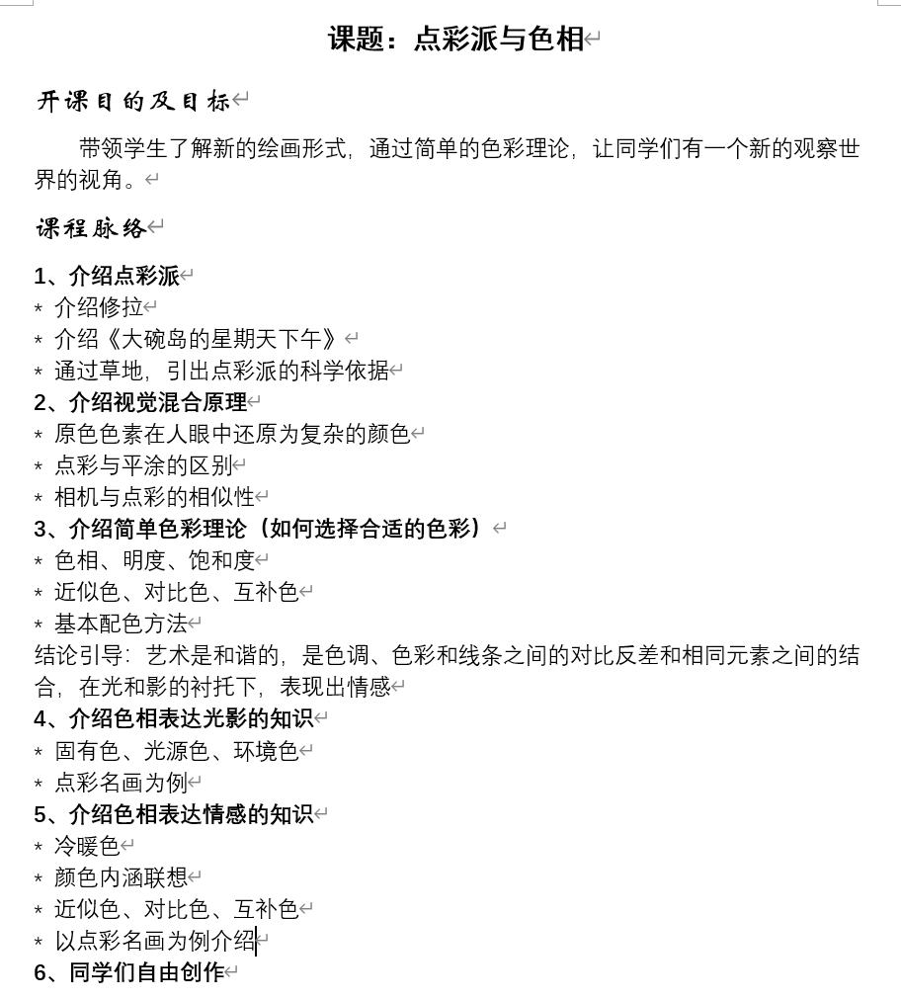 课题：点彩派与色相
开课目的及目标
带领学生了解新的绘画形式，通过简单的色彩理论，让同学们有一个新的观察世
界的视角。
课程脉络
1、介绍点彩派
* 介绍修拉
* 介绍《大碗岛的星期天下午》
* 通过草地，引出点彩派的科学依据
2、介绍视觉混合原理
* 原色色素在人眼中还原为复杂的颜色
* 点彩与平涂的区别
* 相机与点彩的相似性
3、介绍简单色彩理论（如何选择合适的色彩）
* 色相、明度、饱和度
* 近似色、对比色、互补色
* 基本配色方法
结论引导：艺术是和谐的，是色调、色彩和线条之间的对比反差和相同元素之间的结
合，在光和影的衬托下，表现出情感
4、介绍色相表达光影的知识
* 固有色、光源色、环境色
* 点彩名画为例
5、介绍色相表达情感的知识
* 冷暖色
* 颜色内涵联想
* 近似色、对比色、互补色
* 以点彩名画为例介绍
6、同学们自由创作